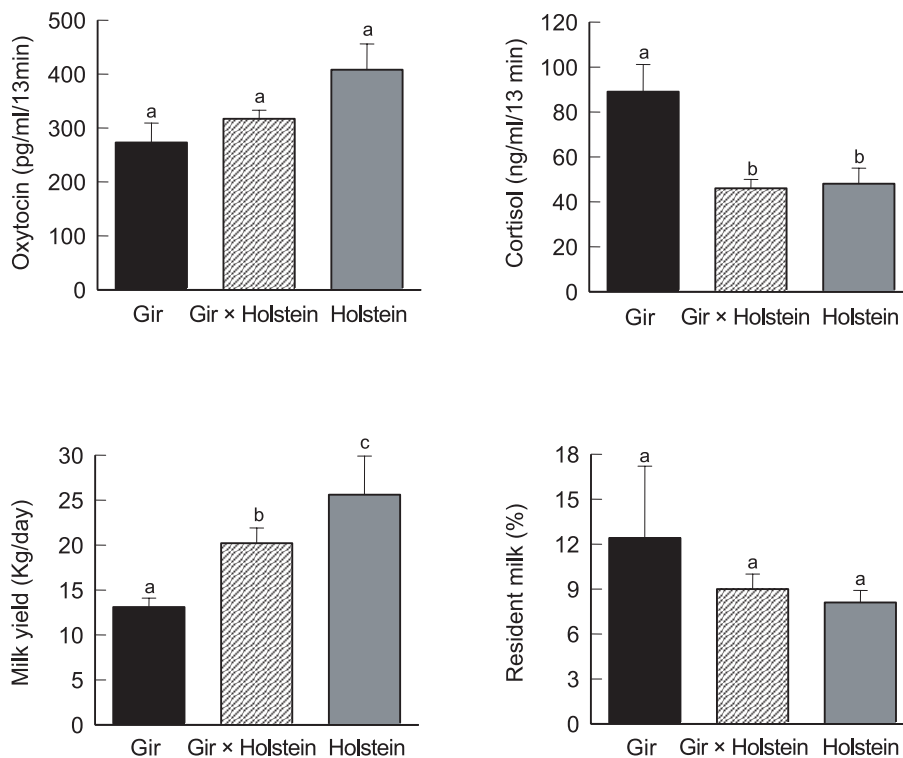 Oxytocin (pg/ml/13min)
500
400
300
200
100
0
a
a
a
Gir
Gir × Holstein
Holstein
Cortisol (ng/ml/13 min)
120
100
80
60
40
20
0
a
b
b
Gir
Gir × Holstein
Holstein
Milk yield (Kg/day)
30
25
20
15
10
5
0
a
b
c
Gir
Gir × Holstein
Holstein
Resident milk (%)
18
15
12
9
6
3
0
a
a
a
Gir
Gir × Holstein
Holstein